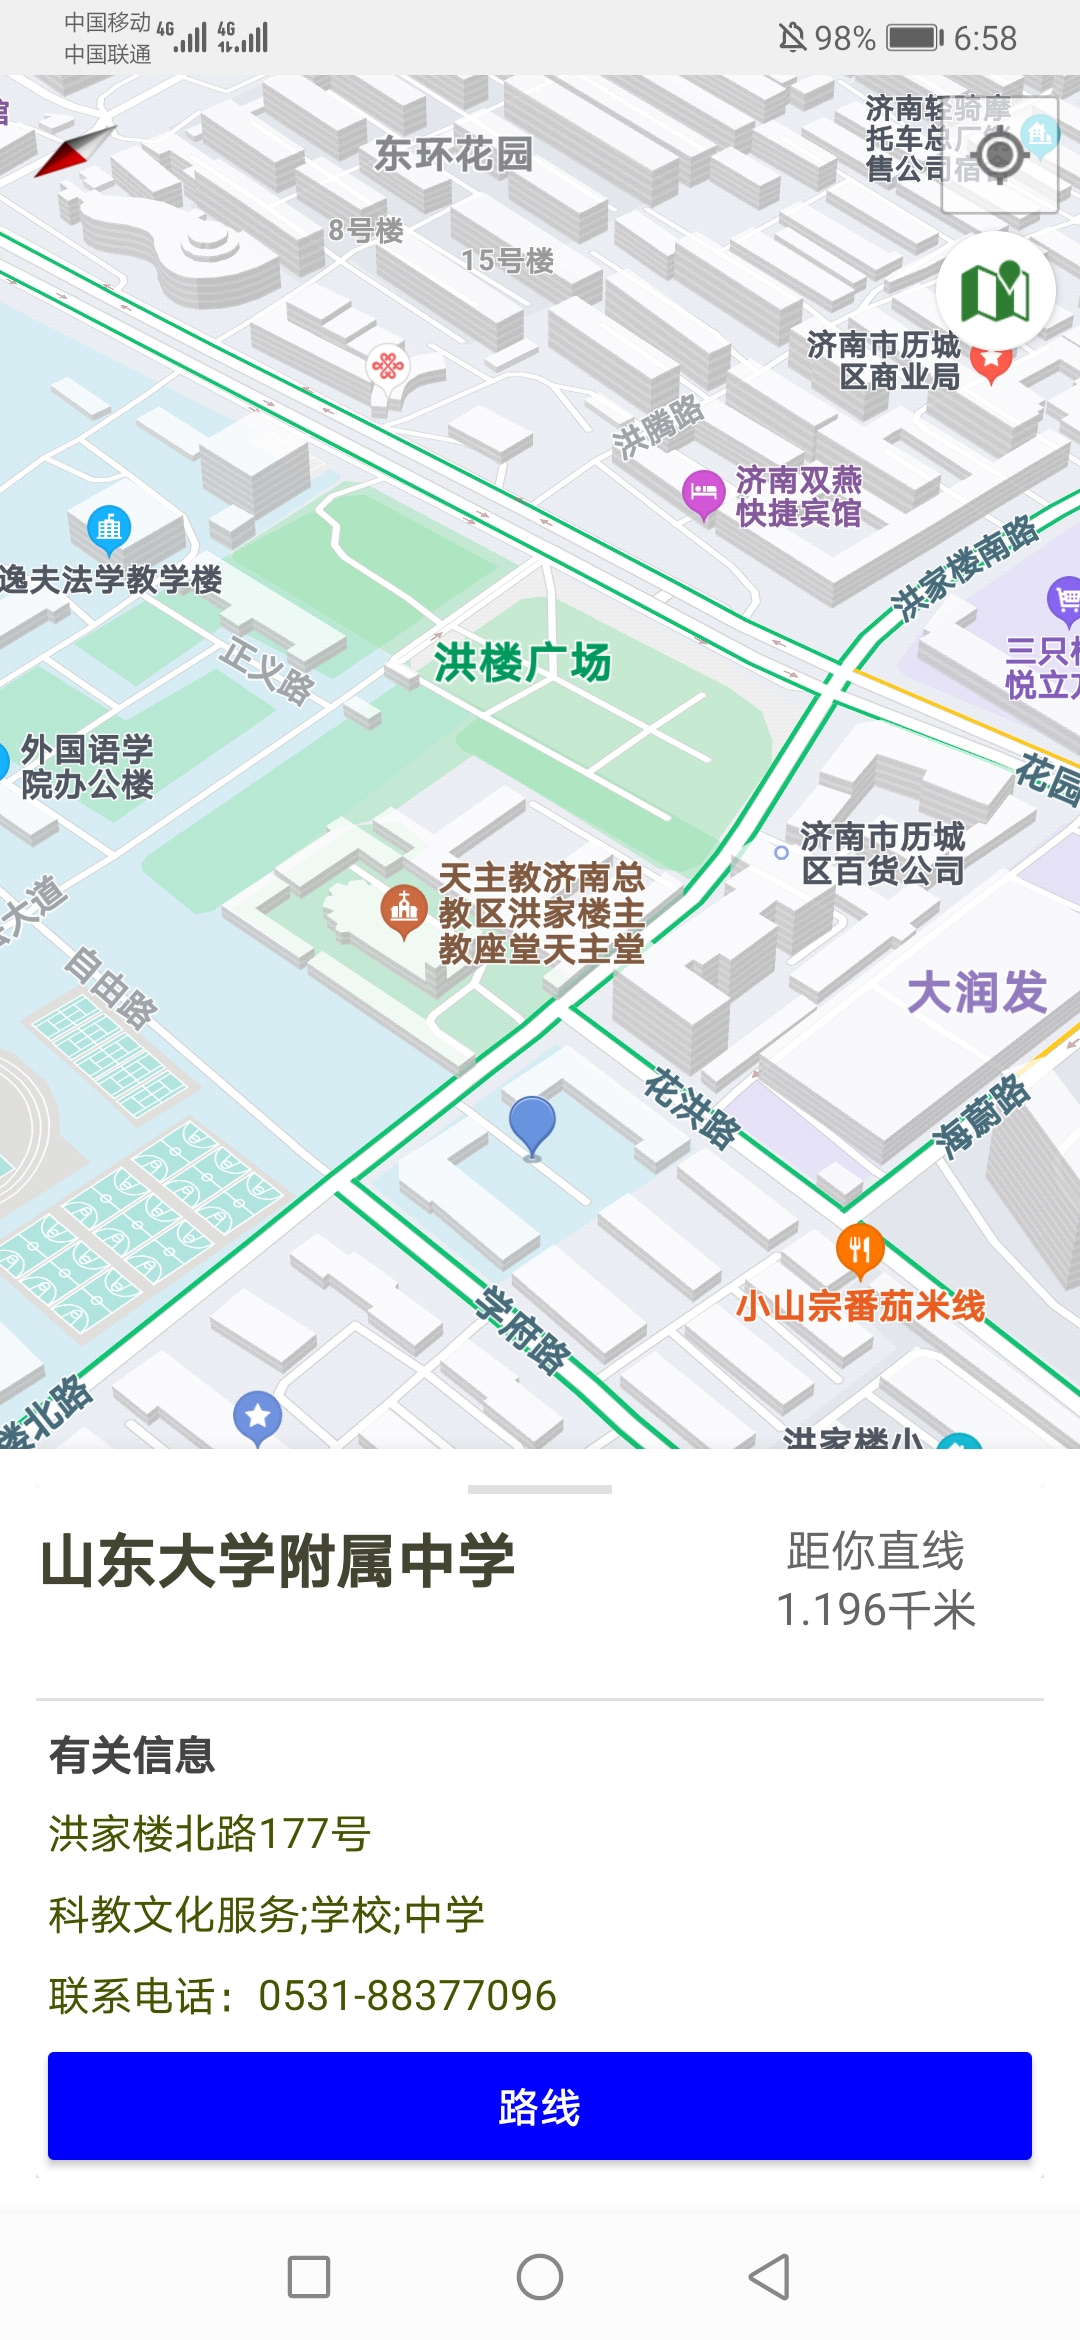 中国移动
中国联通
4G
4G
98%
6:58
馆
东环花园
济南轻骑摩
托车总厂销
售公司宿舍
8号楼
15号楼
济南市历城
区商业局
洪腾路
济南双燕
快捷宾馆
洪家楼南路
逸夫法学教学楼
正义路
洪楼广场
三只
悦立方
外国语学
院办公楼
花园
济南市历城
区百货公司
天主教济南总
教区洪家楼主
教座堂天主堂
大道
自由路
大润发
花洪路
海蔚路
小山宗番茄米线
学府路
楼北路
洪家楼小
山东大学附属中学
距你直线
1.196千米
有关信息
洪家楼北路177号
科教文化服务;学校;中学
联系电话：0531-88377096
路线